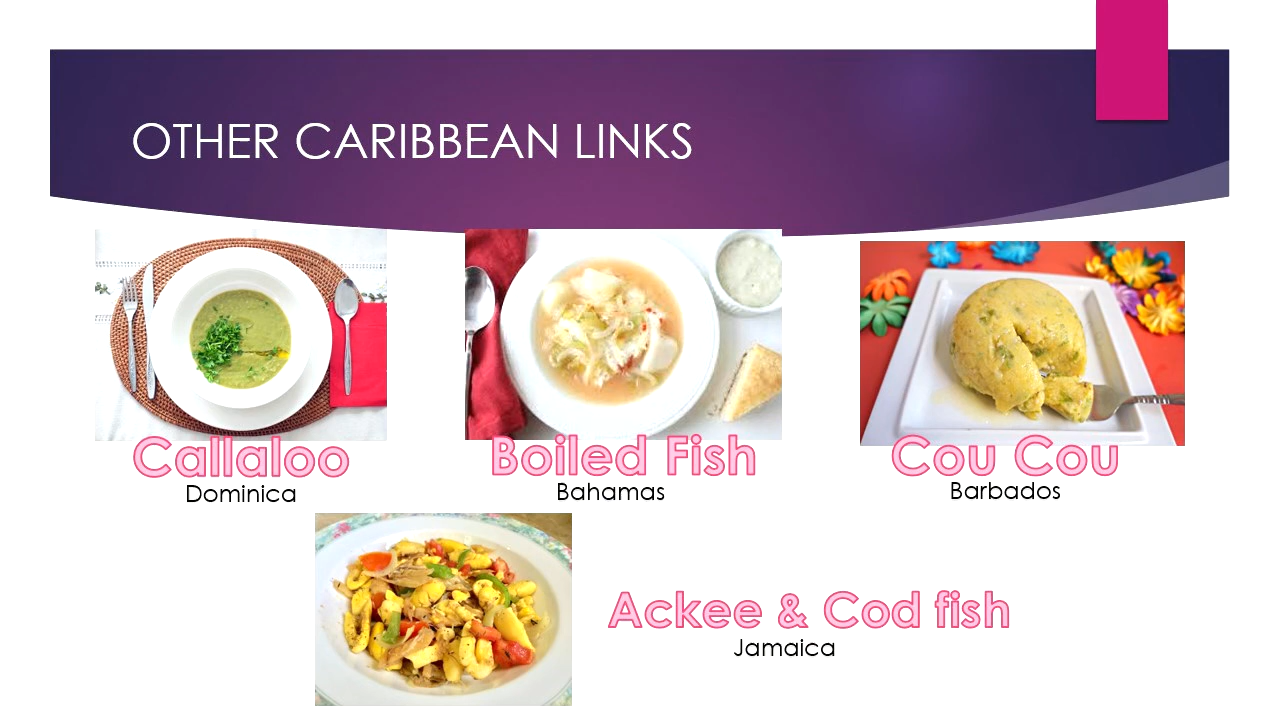 OTHER CARIBBEAN LINKS
Callaloo
Dominica
Boiled Fish
Bahamas
Cou Cou
Barbados
Ackee & Cod fish
Jamaica